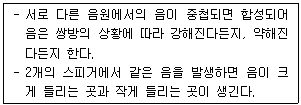 - 서로 다른 음원에서의 음이 중첩되면 합성되어
음은 쌍방의 상황에 따라 강해진다든지, 약해진
다든지 한다.
- 2개의 스피거에서 같은 음을 발생하면 음이 크
게 들리는 곳과 작게 들리는 곳이 생긴다.